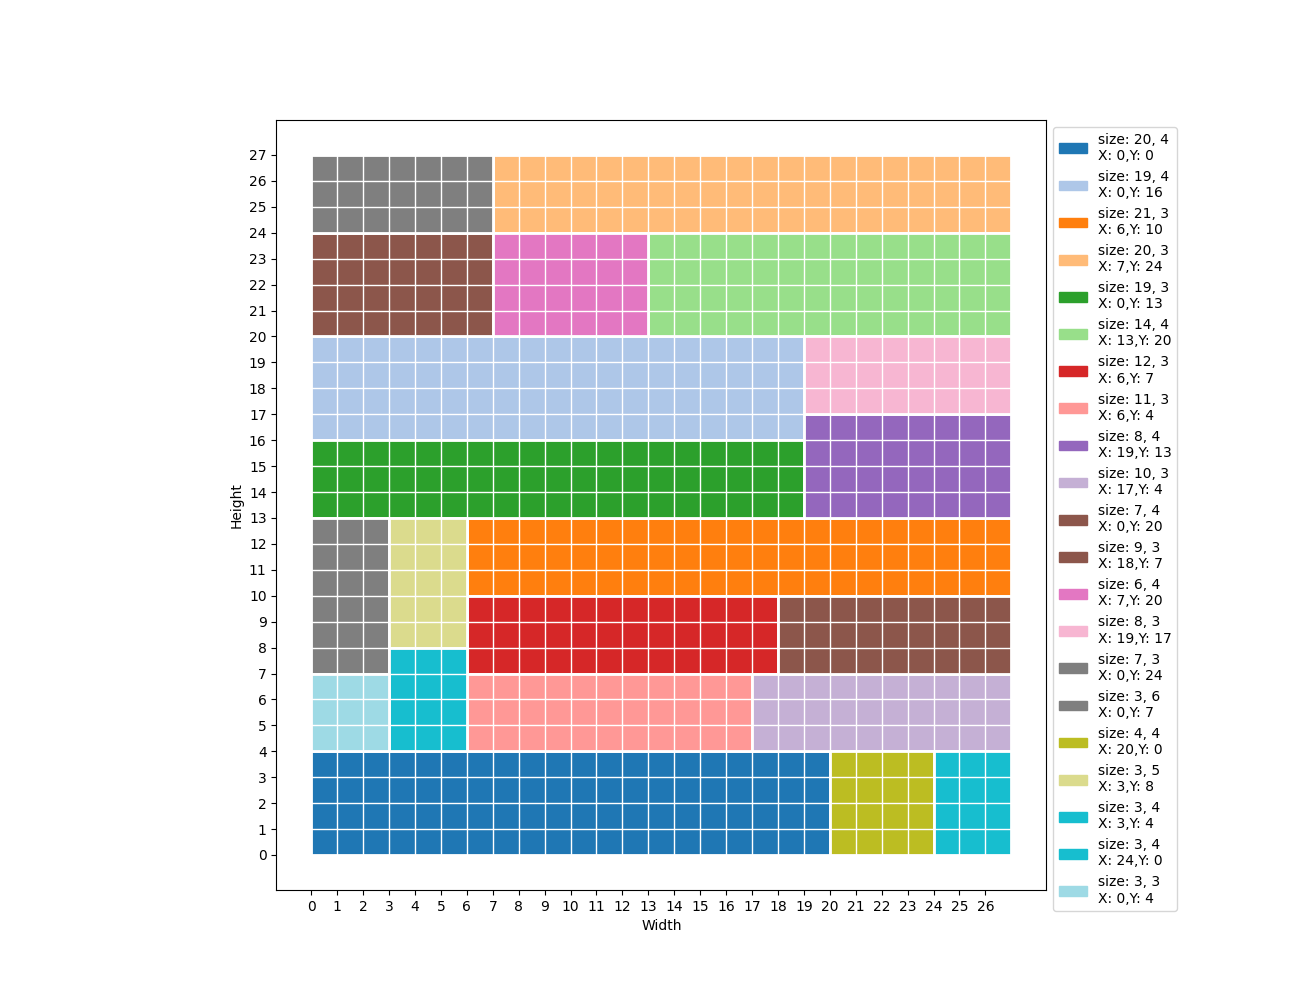 27
26
25
24
23
22
21
20
19
18
17
16
15
14
13
12
11
10
9
8
7
6
5
4
3
2
1
0
Height
0 1 2 3 4 5 6 7 8 9 10 11 12 13 14 15 16 17 18 19 20 21 22 23 24 25 26
Width
size: 20, 4
X: 0,Y: 0
size: 19, 4
X: 0,Y: 16
size: 21, 3
X: 6,Y: 10
size: 20, 3
X: 7,Y: 24
size: 19, 3
X: 0,Y: 13
size: 14, 4
X: 13,Y: 20
size: 12, 3
X: 6,Y: 7
size: 11, 3
X: 6,Y: 4
size: 8, 4
X: 19,Y: 13
size: 10, 3
X: 17,Y: 4
size: 7, 4
X: 0,Y: 20
size: 9, 3
X: 18,Y: 7
size: 6, 4
X: 7,Y: 20
size: 8, 3
X: 19,Y: 17
size: 7, 3
X: 0,Y: 24
size: 3, 6
X: 0,Y: 7
size: 4, 4
X: 20,Y: 0
size: 3, 5
X: 3,Y: 8
size: 3, 4
X: 3,Y: 4
size: 3, 4
X: 24,Y: 0
size: 3, 3
X: 0,Y: 4